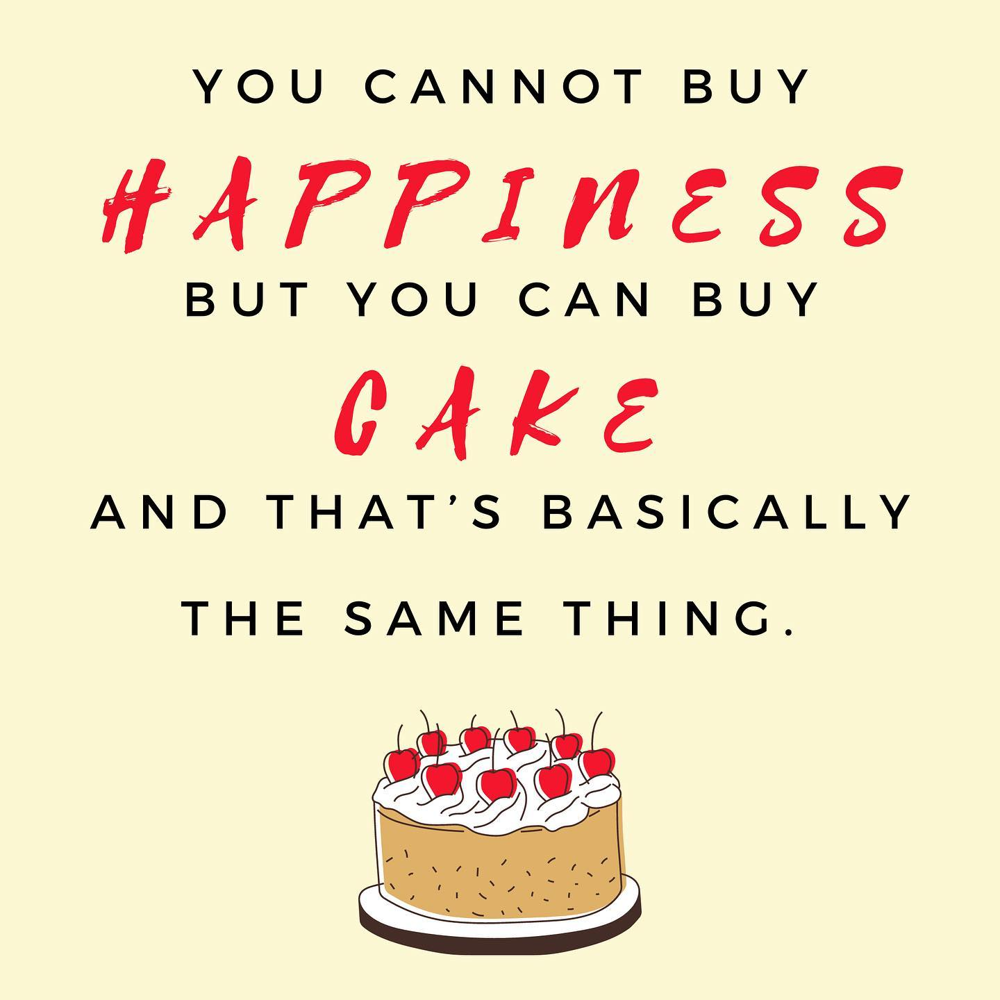 YOU CANNOT BUY
HAPPINESS
BUT YOU CAN BUY
CAKE
AND THAT’S BASICALLY
THE SAME THING.